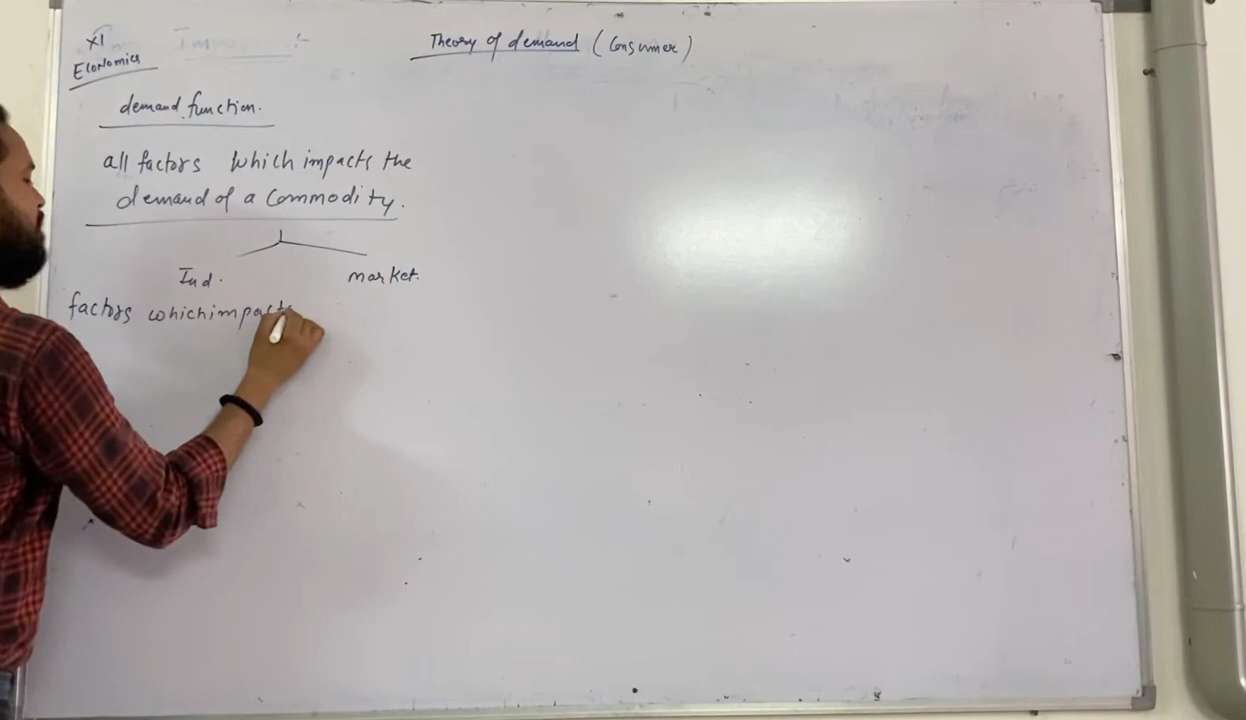 XI
Economics
Theory of demand (Consumer)
demand function.
all factors which impacts the
demand of a Commodity.
Ind.
market.
factors which impacts